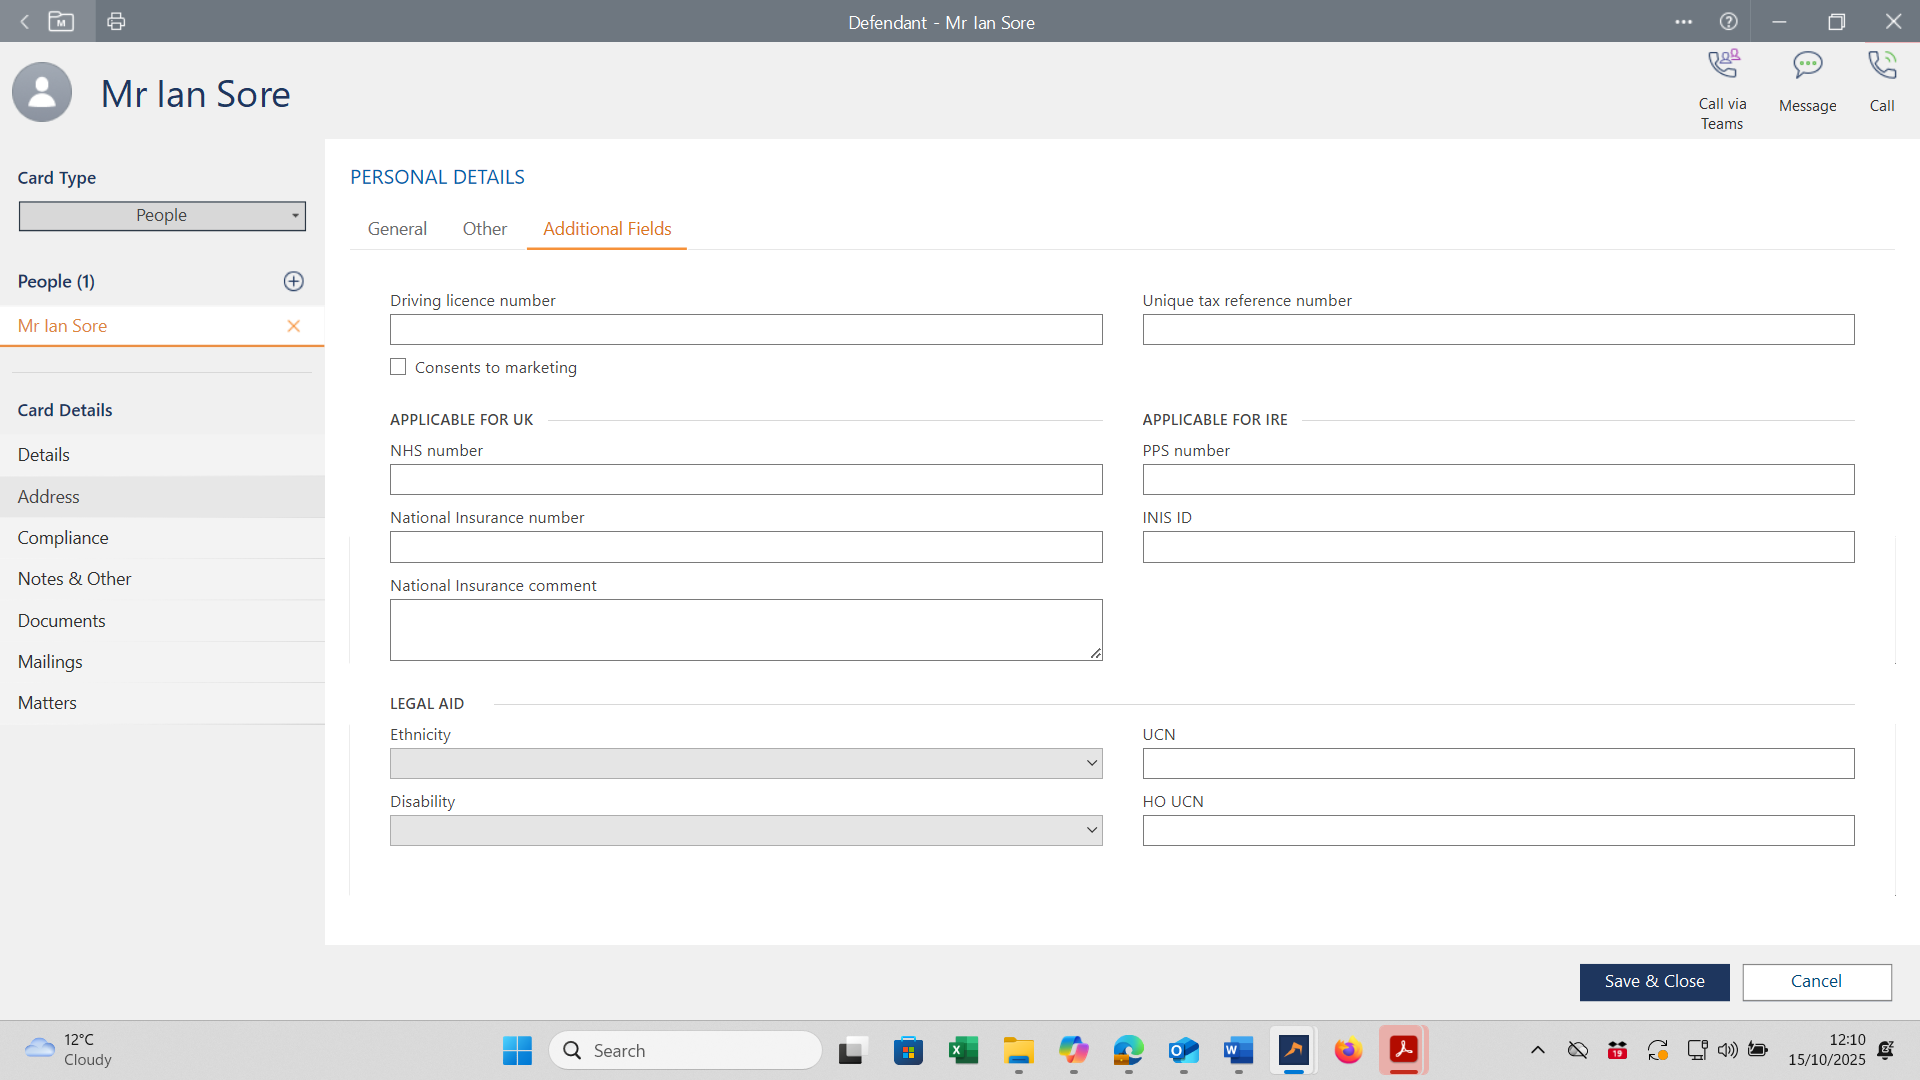 Defendant - Mr Ian Sore
Mr Ian Sore
Call via
Teams
Message
Call
Card Type
People
People (1)
Mr Ian Sore
Card Details
Details
Address
Compliance
Notes & Other
Documents
Mailings
Matters
PERSONAL DETAILS
General
Other
Additional Fields
Driving licence number
Unique tax reference number
Consents to marketing
APPLICABLE FOR UK
APPLICABLE FOR IRE
NHS number
PPS number
National Insurance number
INIS ID
National Insurance comment
LEGAL AID
Ethnicity
UCN
Disability
HO UCN
Save & Close
Cancel
12°C
Cloudy
Search
19
12:10
15/10/2025